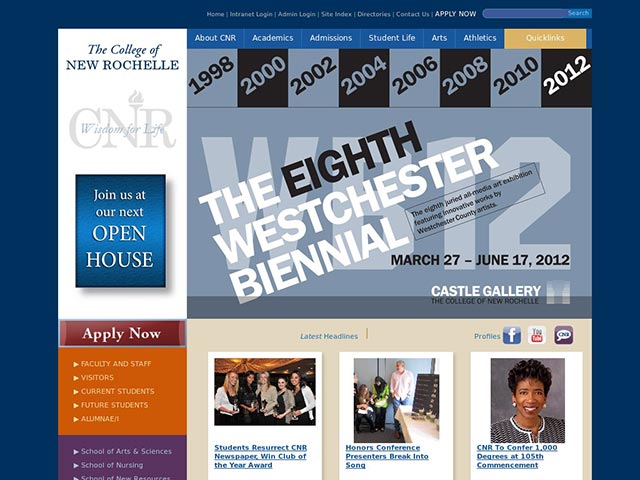 Home | Intranet Login | Admin Login | Site Index | Directories | Contact Us | APPLY NOW
Search
The College of
NEW ROCHELLE
About CNR
Academics
Admissions
Student Life
Arts
Athletics
Quicklinks
1998
2000
2002
2004
2006
2008
2010
2012
CNR
Wisdom for Life
WB12
THE EIGHTH
WESTCHESTER
BIENNIAL
The eighth juried all-media art exhibition
featuring innovative works by
Westchester County artists.
MARCH 27 – JUNE 17, 2012
CASTLE GALLERY
THE COLLEGE OF NEW ROCHELLE
Join us at
our next
OPEN
HOUSE
Apply Now
▶ FACULTY AND STAFF
▶ VISITORS
▶ CURRENT STUDENTS
▶ FUTURE STUDENTS
▶ ALUMNAE/I
▶ School of Arts & Sciences
▶ School of Nursing
▶ School of New Resources
Latest Headlines
Profiles
f
You
Tube
CNR
Students Resurrect CNR
Newspaper, Win Club of
the Year Award
Honors Conference
Presenters Break Into
Song
CNR To Confer 1,000
Degrees at 105th
Commencement